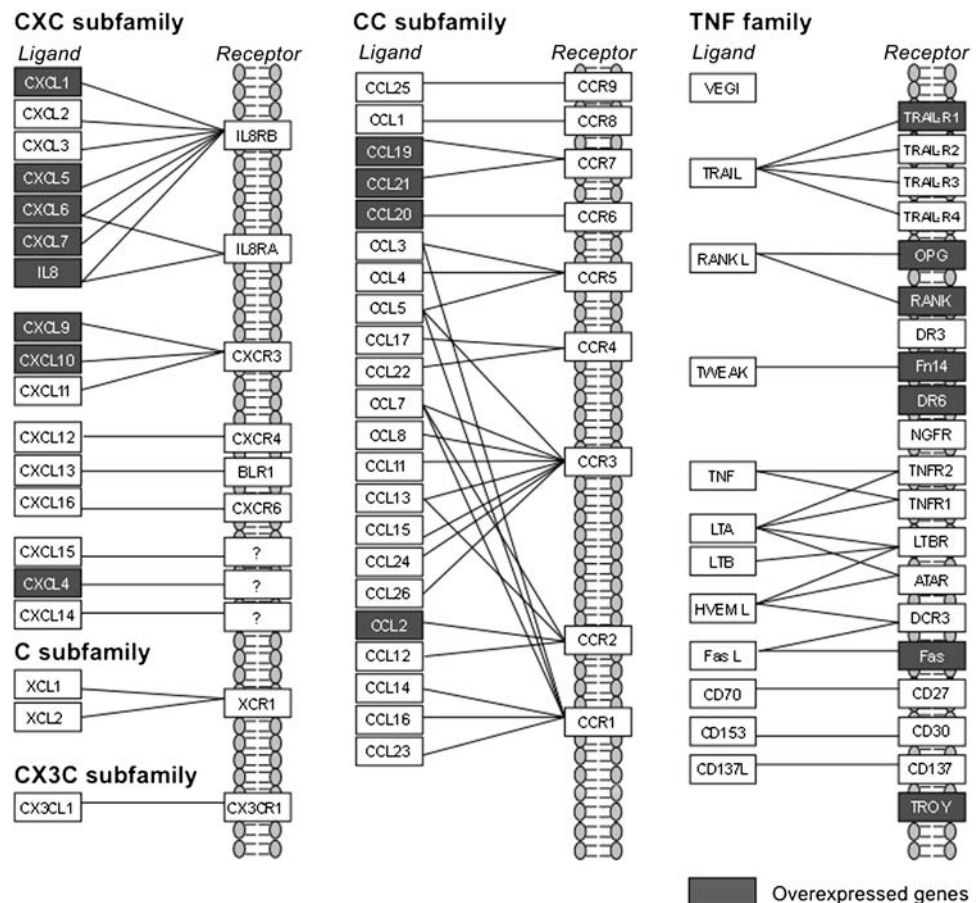 CXC subfamily
Ligand Receptor
CXCL1
CXCL2
CXCL3
CXCL5
CXCL6
CXCL7
IL8
IL8RB
IL8RA
CXCL9
CXCL10
CXCL11
CXCR3
CXCL12
CXCL13
CXCL16
CXCR4
BLR1
CXCR6
CXCL15
CXCL4
CXCL14
?
?
?
C subfamily
XCL1
XCL2
XCR1
CX3C subfamily
CX3CL1
CX3CR1
CC subfamily
Ligand Receptor
CCL25
CCL1
CCL19
CCL21
CCL20
CCL3
CCL4
CCL5
CCL17
CCL22
CCL7
CCL8
CCL11
CCL13
CCL15
CCL24
CCL26
CCL2
CCL12
CCL14
CCL16
CCL23
CCR9
CCR8
CCR7
CCR6
CCR5
CCR4
CCR3
CCR2
CCR1
TNF family
Ligand Receptor
VEGI
TRAIL
RANKL
TWEAK
TNF
LTA
LTB
HVEML
FasL
CD70
CD153
CD137L
TRAILR1
TRAILR2
TRAILR3
TRAILR4
OPG
RANK
DR3
Fn14
DR6
NGFR
TNFR2
TNFR1
LTBR
ATAR
DCR3
Fas
CD27
CD30
CD137
TROY
Overexpressed genes